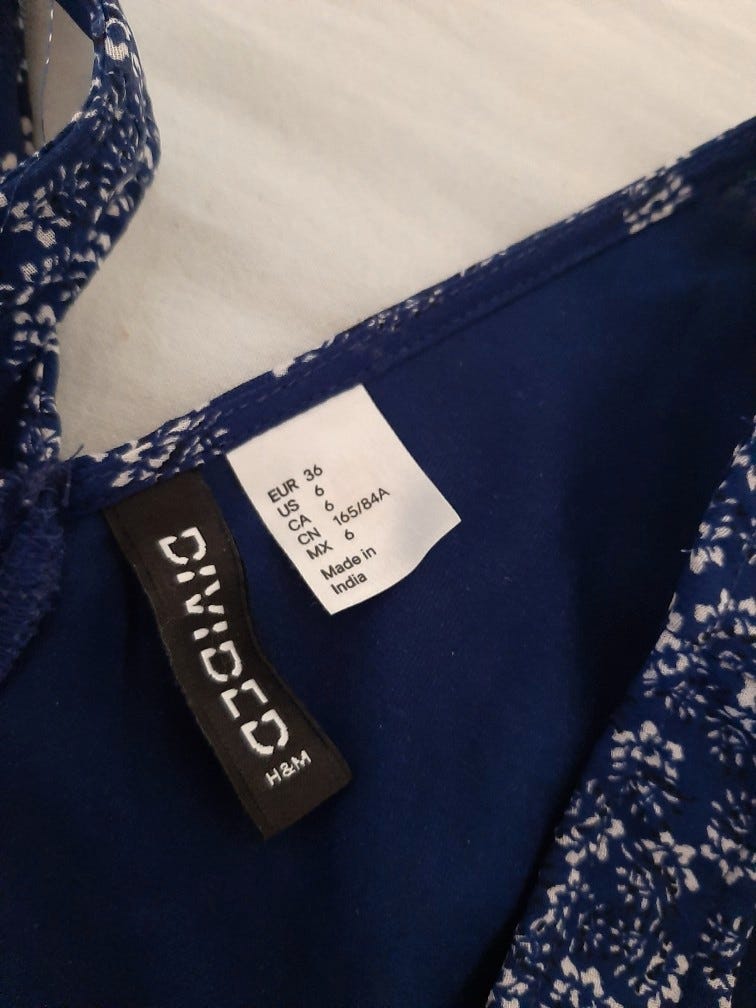 EUR 36
US 6
CA 6
CN 165/84A
MX 6
Made in
India
DIVIDED
H&M